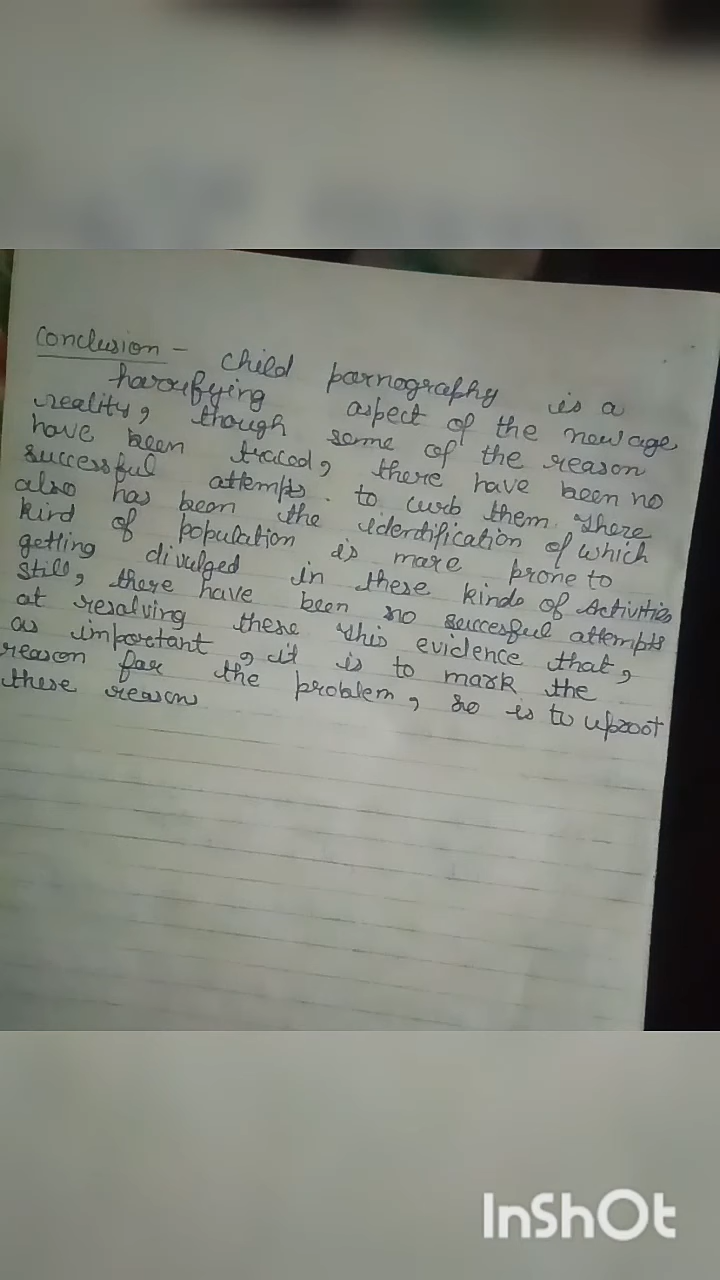 Conclusion - child pornography is a
horrifying aspect of the new age
reality, though some of the reason
have been traced, there have been no
successful attempts. to curb them. There
also has been the identification of which
kind of population is more prone to
getting divulged in these kinds of Activities
still, there have been no succesful attempts
at resolving these this evidence that,
as important, it is to mark the
reason for the problem, so is to uproot
these reason
InShOt